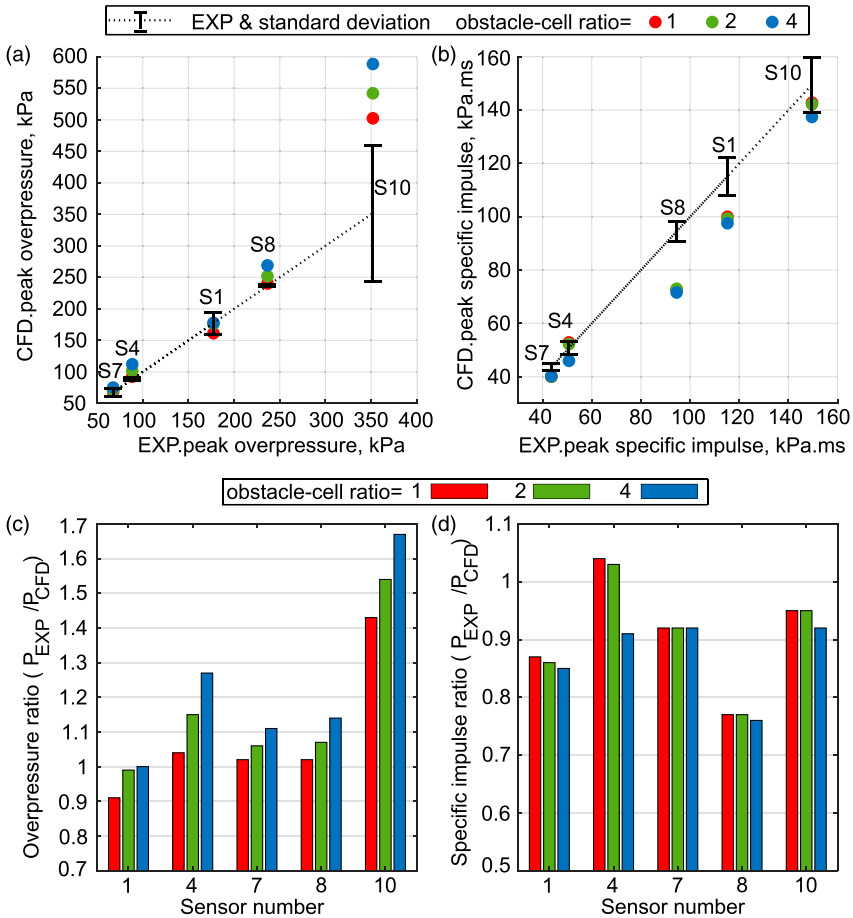 EXP & standard deviation obstacle-cell ratio= 1 2 4
(a)
600
550
500
450
400
350
300
250
200
150
100
50
CFD.peak overpressure, kPa
S7
S4
S1
S8
S10
50 100 150 200 250 300 350 400
EXP.peak overpressure, kPa
(b)
160
140
120
100
80
60
40
CFD.peak specific impulse, kPa.ms
S7
S4
S8
S1
S10
40 60 80 100 120 140 160
EXP.peak specific impulse, kPa.ms
obstacle-cell ratio= 1 2 4
(c)
1.7
1.6
1.5
1.4
1.3
1.2
1.1
1
0.9
0.8
0.7
Overpressure ratio ( PEXP /PCFD)
1 4 7 8 10
Sensor number
(d)
1.1
1
0.9
0.8
0.7
0.6
0.5
Specific impulse ratio ( PEXP /PCFD)
1 4 7 8 10
Sensor number